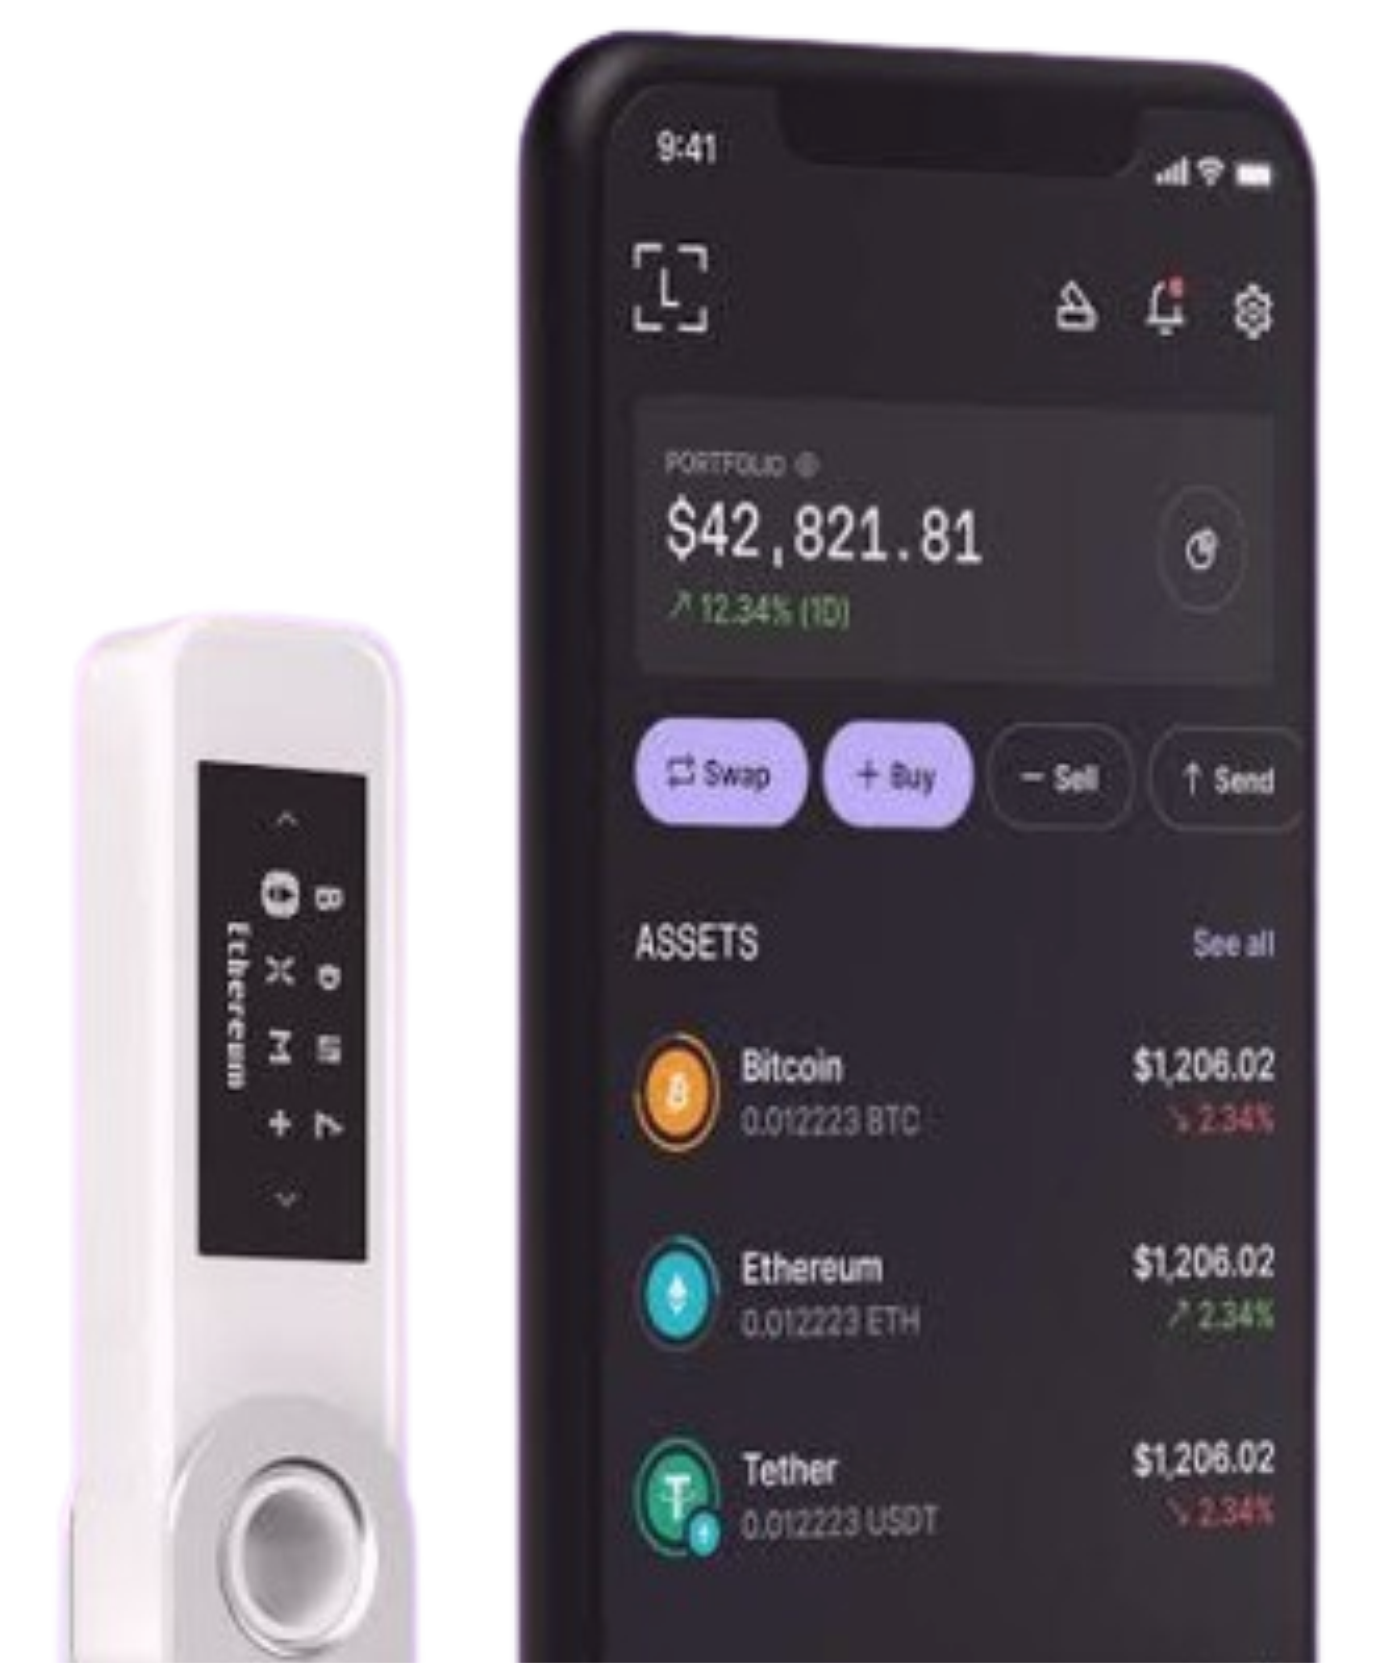 9:41
L
PORTFOLIO
$42,821.81
↗ 12.34% (1D)
Swap
+ Buy
− Sell
↑ Send
ASSETS
See all
Bitcoin
$1,206.02
0.012223 BTC
↘ 2.34%
Ethereum
$1,206.02
0.012223 ETH
↗ 2.34%
Tether
$1,206.02
0.012223 USDT
↘ 2.34%
Ethereum